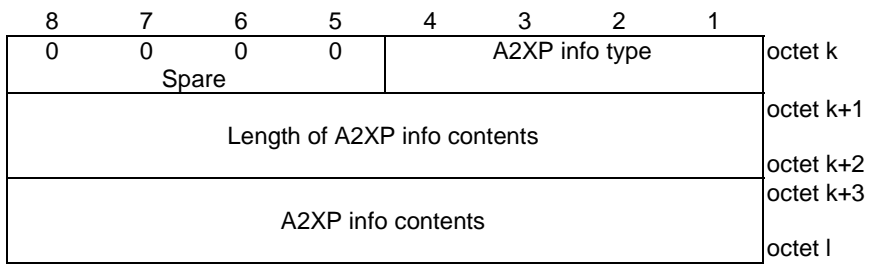 8 7 6 5 4 3 2 1
0 0 0 0 A2XP info type octet k
Spare
octet k+1
Length of A2XP info contents
octet k+2
octet k+3
A2XP info contents
octet l